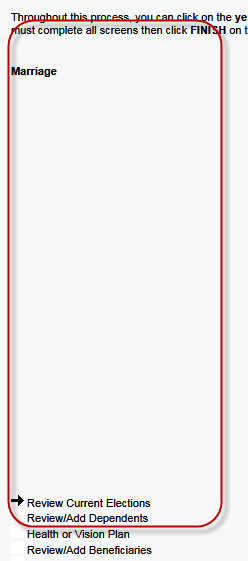 Throughout this process, you can click on the ye
must complete all screens then click FINISH on t
Marriage
Review Current Elections
Review/Add Dependents
Health or Vision Plan
Review/Add Beneficiaries